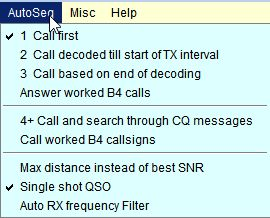 AutoSeq Misc Help
1 Call first
2 Call decoded till start of TX interval
3 Call based on end of decoding
Answer worked B4 calls
4+ Call and search through CQ messages
Call worked B4 callsigns
Max distance instead of best SNR
Single shot QSO
Auto RX frequency Filter